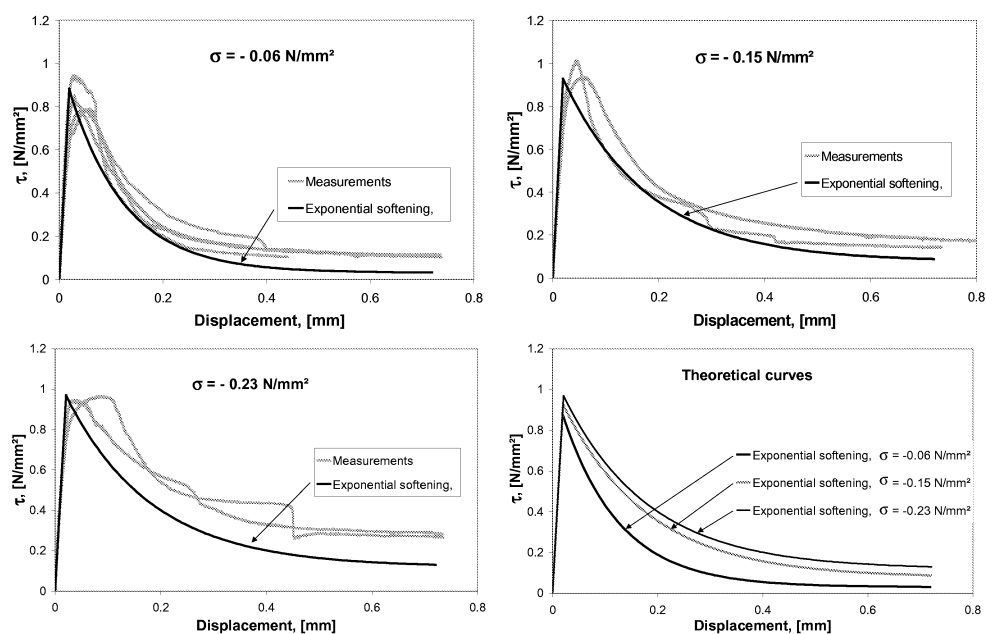 σ = - 0.06 N/mm²
1.2
1
0.8
0.6
0.4
0.2
0
τ, [N/mm²]
Measurements
Exponential softening,
0
0.2
0.4
0.6
0.8
Displacement, [mm]
σ = - 0.15 N/mm²
1.2
1
0.8
0.6
0.4
0.2
0
τ, [N/mm²]
Measurements
Exponential softening,
0
0.2
0.4
0.6
0.8
Displacement, [mm]
σ = - 0.23 N/mm²
1.2
1
0.8
0.6
0.4
0.2
0
τ, [N/mm²]
Measurements
Exponential softening,
0
0.2
0.4
0.6
0.8
Displacement, [mm]
Theoretical curves
1.2
1
0.8
0.6
0.4
0.2
0
τ, [N/mm²]
Exponential softening, σ = -0.06 N/mm²
Exponential softening, σ = -0.15 N/mm²
Exponential softening, σ = -0.23 N/mm²
0
0.2
0.4
0.6
0.8
Displacement, [mm]